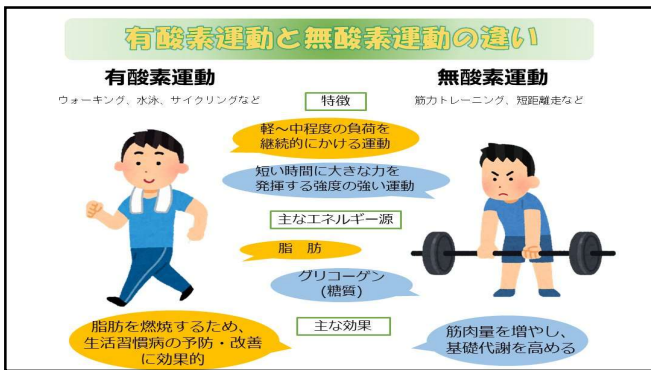 有酸素運動と無酸素運動の違い
有酸素運動
ウォーキング、水泳、サイクリングなど
無酸素運動
筋力トレーニング、短距離走など
特徴
軽～中程度の負荷を
継続的にかける運動
短い時間に大きな力を
発揮する強度の強い運動
主なエネルギー源
脂 肪
グリコーゲン
(糖質)
主な効果
脂肪を燃焼するため、
生活習慣病の予防・改善
に効果的
筋肉量を増やし、
基礎代謝を高める